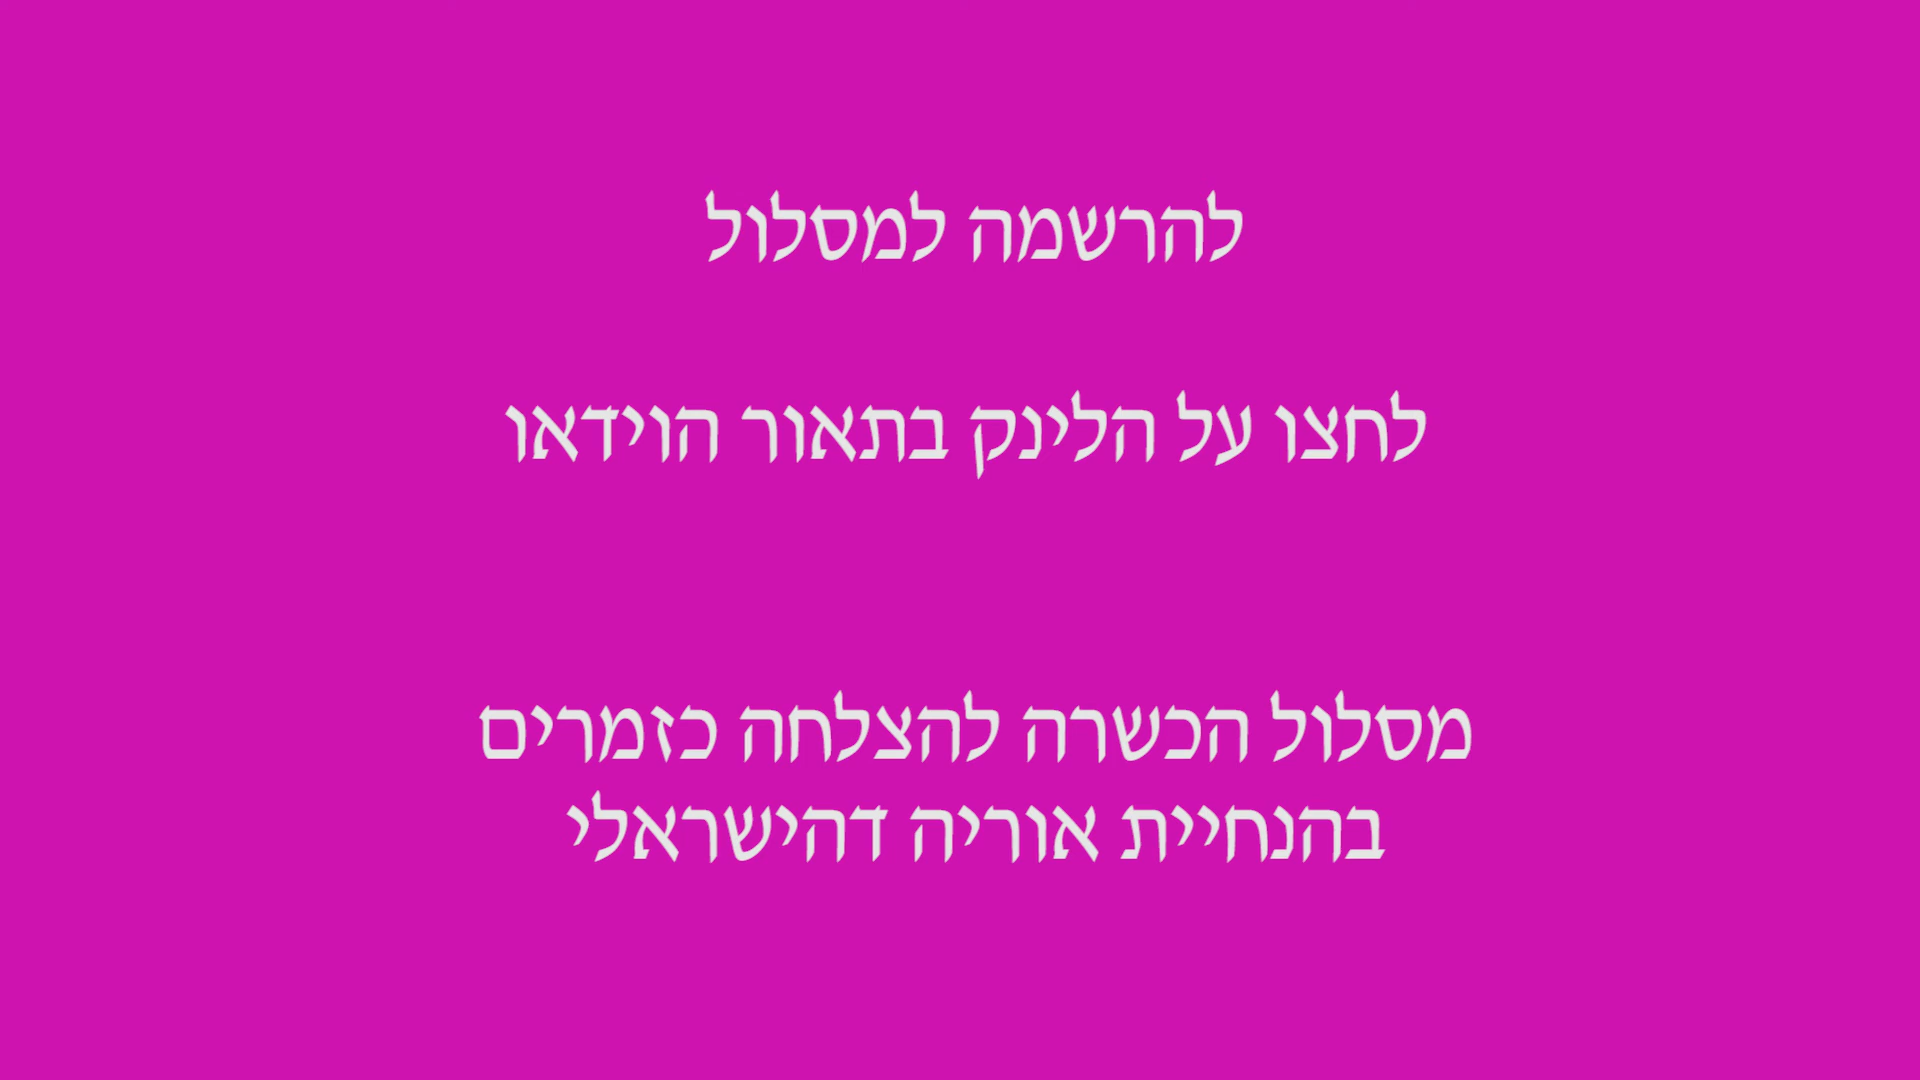 להרשמה למסלול
לחצו על הלינק בתאור הוידאו
מסלול הכשרה להצלחה כזמרים
בהנחיית אוריה דהישראלי